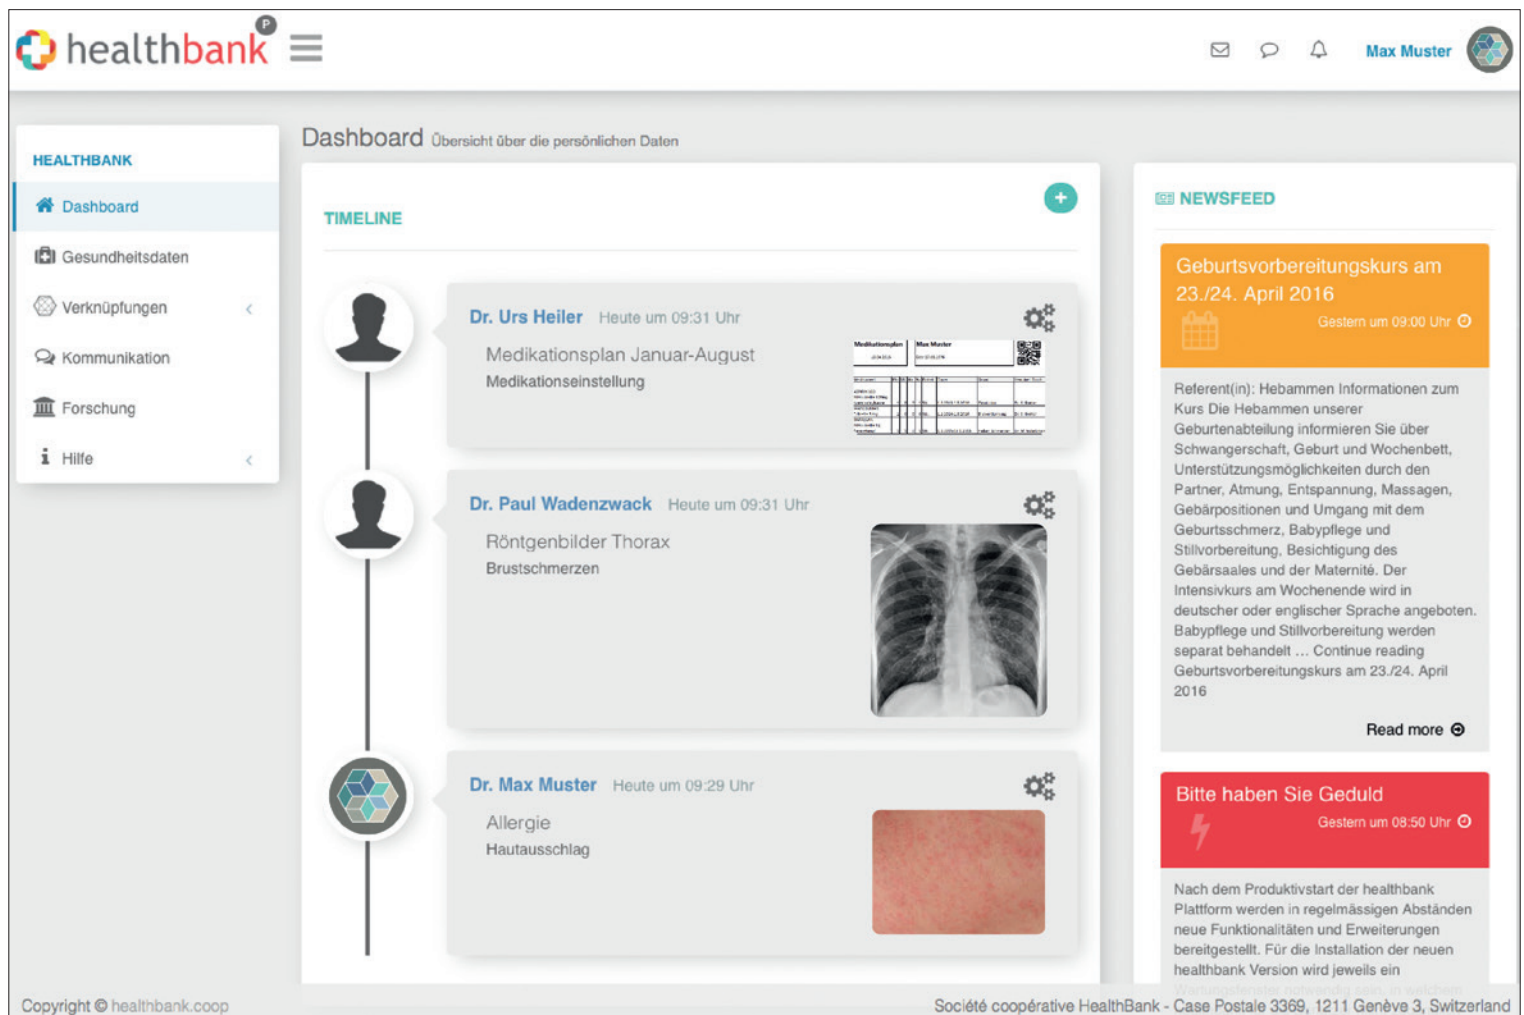 healthbank P
Max Muster
HEALTHBANK
Dashboard
Gesundheitsdaten
Verknüpfungen
Kommunikation
Forschung
Hilfe
Dashboard Übersicht über die persönlichen Daten
TIMELINE
Dr. Urs Heiler Heute um 09:31 Uhr
Medikationsplan Januar-August
Medikationseinstellung
Medikationsplan
Max Muster
Dr. Paul Wadenzwack Heute um 09:31 Uhr
Röntgenbilder Thorax
Brustschmerzen
Dr. Max Muster Heute um 09:29 Uhr
Allergie
Hautausschlag
NEWSFEED
Geburtsvorbereitungskurs am
23./24. April 2016
Gestern um 09:00 Uhr
Referent(in): Hebammen Informationen zum
Kurs Die Hebammen unserer
Geburtenabteilung informieren Sie über
Schwangerschaft, Geburt und Wochenbett,
Unterstützungsmöglichkeiten durch den
Partner, Atmung, Entspannung, Massagen,
Gebärpositionen und Umgang mit dem
Geburtsschmerz, Babypflege und
Stillvorbereitung, Besichtigung des
Gebärsaales und der Maternité. Der
Intensivkurs am Wochenende wird in
deutscher oder englischer Sprache angeboten.
Babypflege und Stillvorbereitung werden
separat behandelt … Continue reading
Geburtsvorbereitungskurs am 23./24. April
2016
Read more
Bitte haben Sie Geduld
Gestern um 08:50 Uhr
Nach dem Produktivstart der healthbank
Plattform werden in regelmässigen Abständen
neue Funktionalitäten und Erweiterungen
bereitgestellt. Für die Installation der neuen
healthbank Version wird jeweils ein
Wartungsfenster notwendig sein, in welchem
Copyright © healthbank.coop
Société coopérative HealthBank - Case Postale 3369, 1211 Genève 3, Switzerland